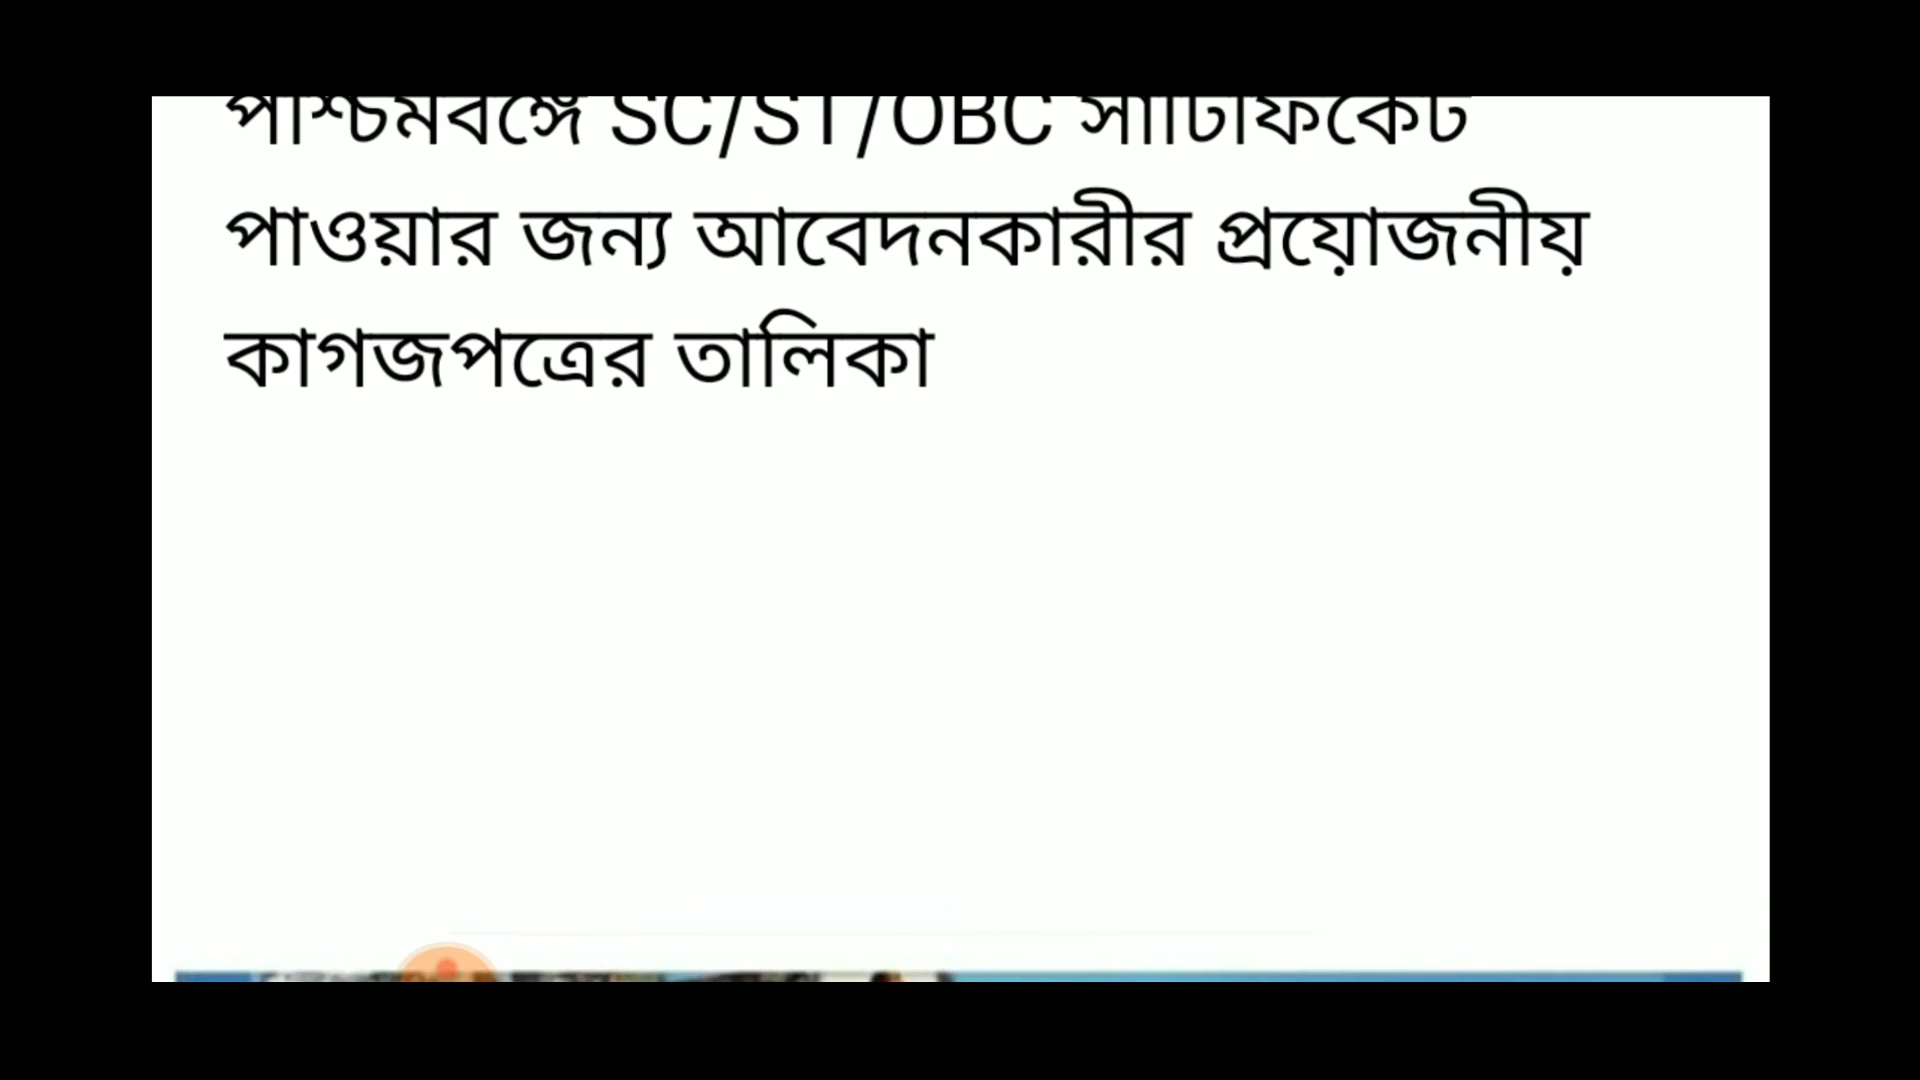 পশ্চিমবঙ্গে SC/ST/OBC সার্টিফিকেট
পাওয়ার জন্য আবেদনকারীর প্রয়োজনীয়
কাগজপত্রের তালিকা